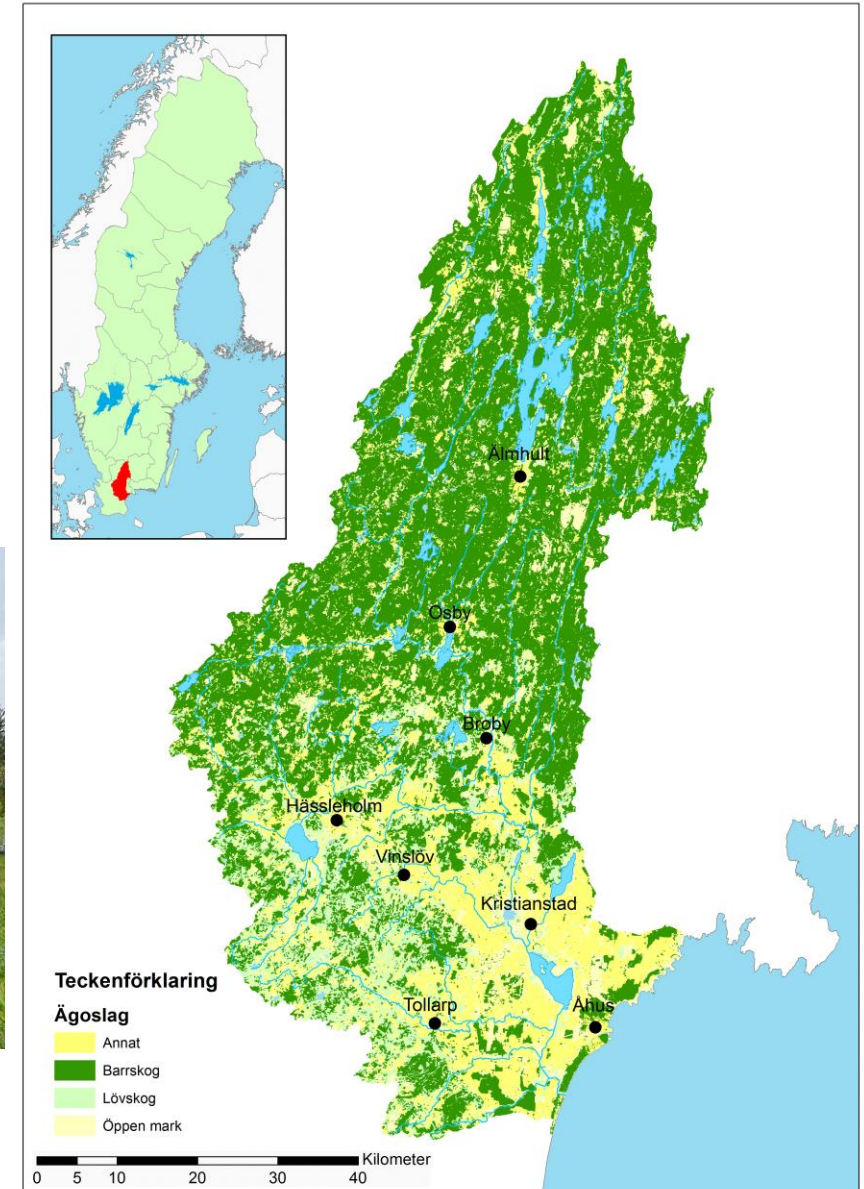 Älmhult
Osby
Broby
Hässleholm
Vinslöv
Kristianstad
Tollarp
Åhus
Teckenförklaring
Ägoslag
Annat
Barrskog
Lövskog
Öppen mark
Kilometer
0 5 10 20 30 40